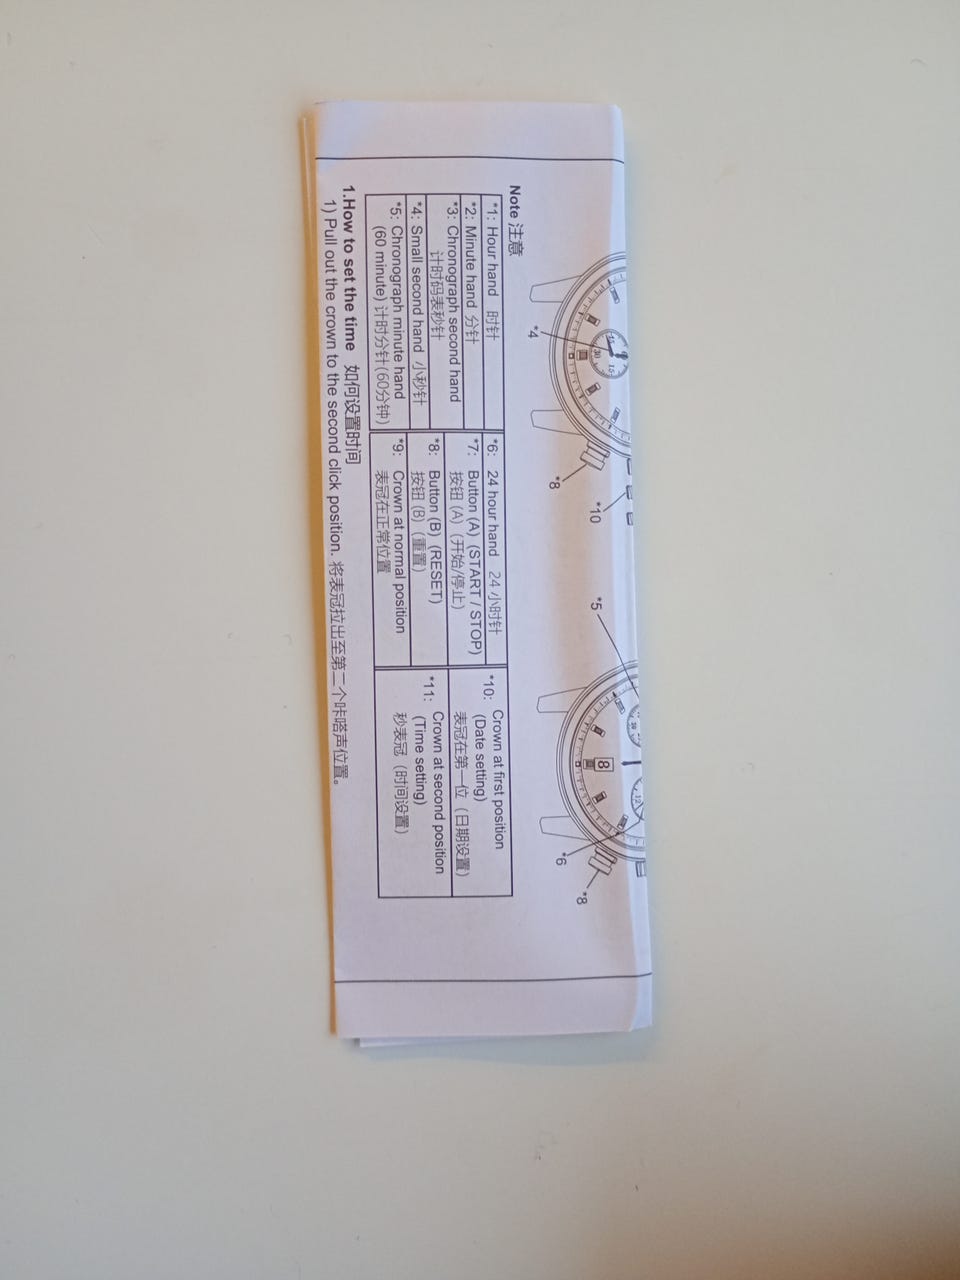 *4
*8
*10
*5
8
*6
*8
Note 注意
*1: Hour hand 时针
*2: Minute hand 分针
*3: Chronograph second hand
计时码表秒针
*4: Small second hand 小秒针
*5: Chronograph minute hand
(60 minute) 计时分针(60分钟)
*6: 24 hour hand 24 小时针
*7: Button (A) (START / STOP)
按钮 (A) (开始/停止)
*8: Button (B) (RESET)
按钮 (B) (重置)
*9: Crown at normal position
表冠在正常位置
*10: Crown at first position
(Date setting)
表冠在第一位 (日期设置)
*11: Crown at second position
(Time setting)
秒表冠 (时间设置)
1.How to set the time 如何设置时间
1) Pull out the crown to the second click position. 将表冠拉出至第二个咔嗒声位置。